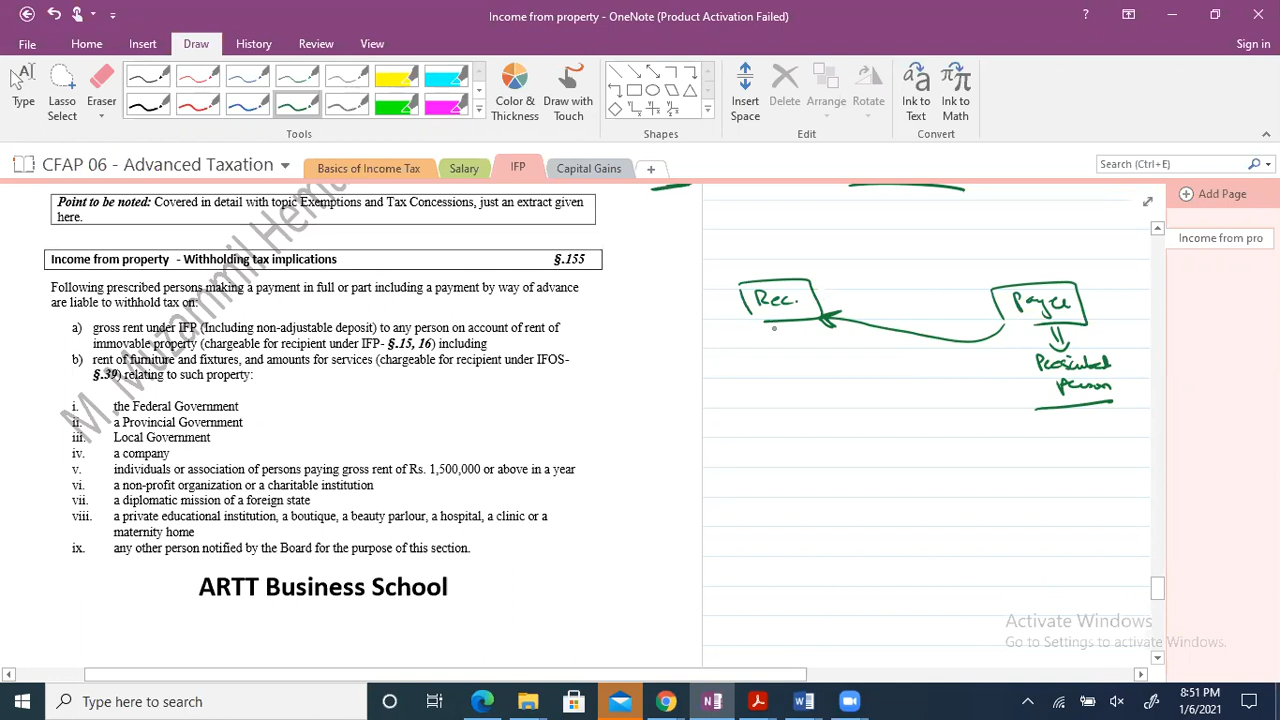 Income from property - OneNote (Product Activation Failed)
File Home Insert Draw History Review View Sign in
Type
Lasso Select
Eraser
Color & Thickness
Draw with Touch
Insert Space
Delete
Arrange
Rotate
Ink to Text
Ink to Math
Tools Shapes Edit Convert
CFAP 06 - Advanced Taxation Basics of Income Tax Salary IFP Capital Gains Search (Ctrl+E)
Add Page
Income from pro
Point to be noted: Covered in detail with topic Exemptions and Tax Concessions, just an extract given
here.
Income from property - Withholding tax implications §.155
Following prescribed persons making a payment in full or part including a payment by way of advance
are liable to withhold tax on:
a) gross rent under IFP (Including non-adjustable deposit) to any person on account of rent of
immovable property (chargeable for recipient under IFP- §.15, 16) including
b) rent of furniture and fixtures, and amounts for services (chargeable for recipient under IFOS-
§.39) relating to such property:
i. the Federal Government
ii. a Provincial Government
iii. Local Government
iv. a company
v. individuals or association of persons paying gross rent of Rs. 1,500,000 or above in a year
vi. a non-profit organization or a charitable institution
vii. a diplomatic mission of a foreign state
viii. a private educational institution, a boutique, a beauty parlour, a hospital, a clinic or a
maternity home
ix. any other person notified by the Board for the purpose of this section.
ARTT Business School
M. Muzammil
Rec.
Payee
person
Activate Windows
Go to Settings to activate Windows.
Type here to search
8:51 PM
1/6/2021